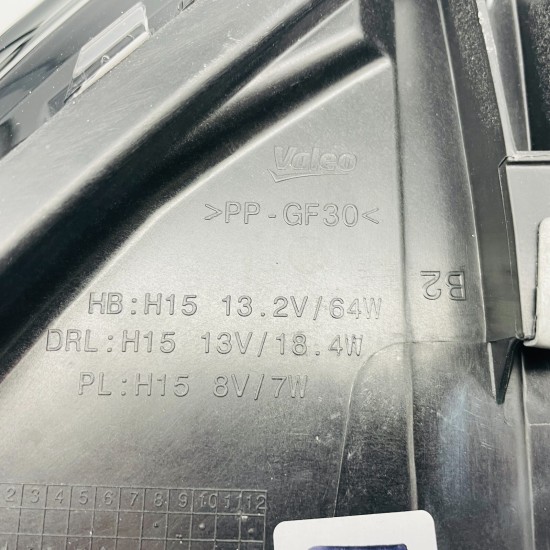 Valeo
>PP-GF30<
B2
HB:H15 13.2V/64W
DRL:H15 13V/18.4W
PL:H15 8V/7W
2 3 4 5 6 7 8 9 10 11 12